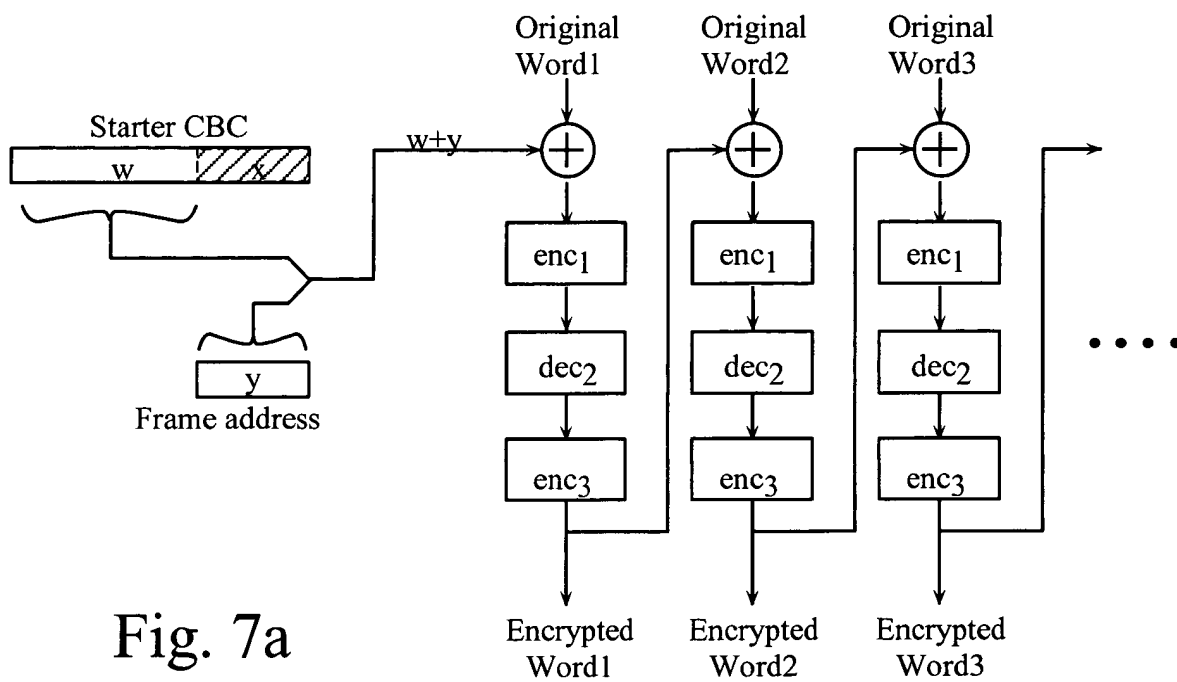 Original Original Original
Word1 Word2 Word3
Starter CBC
w x
w+y
enc1 enc1 enc1
dec2 dec2 dec2
y
Frame address
enc3 enc3 enc3
Fig. 7a
Encrypted Encrypted Encrypted
Word1 Word2 Word3